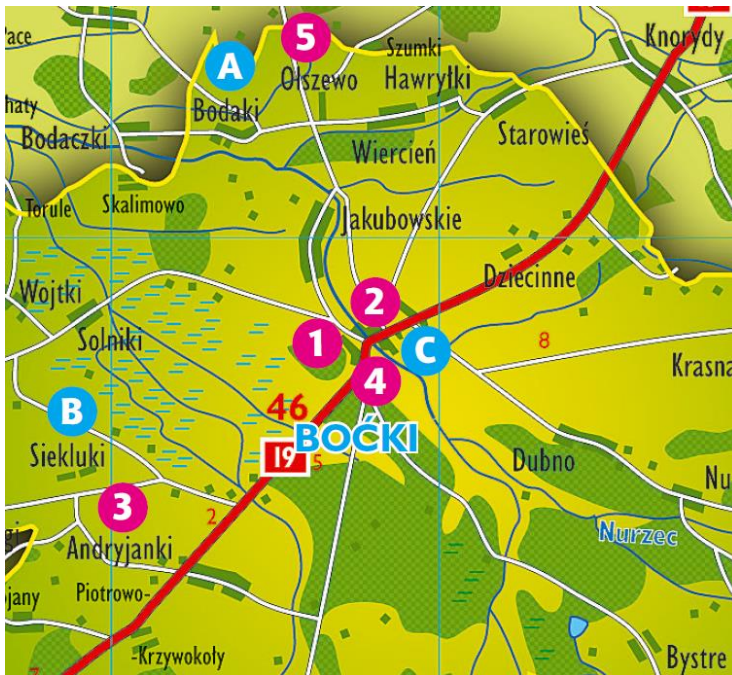 5
Knorydy
Szumki
A
Olszewo
Hawryłki
Bodaki
Bodaczki
Starowieś
Wiercień
Torule
Skalimowo
Jakubowskie
Wojtki
Dziecinne
2
Solniki
1
C
8
Krasna
B
4
46
BOĆKI
Siekluki
19
5
Dubno
3
2
Nurzec
Andryjanki
Piotrowo-
-Krzywokoły
Bystre